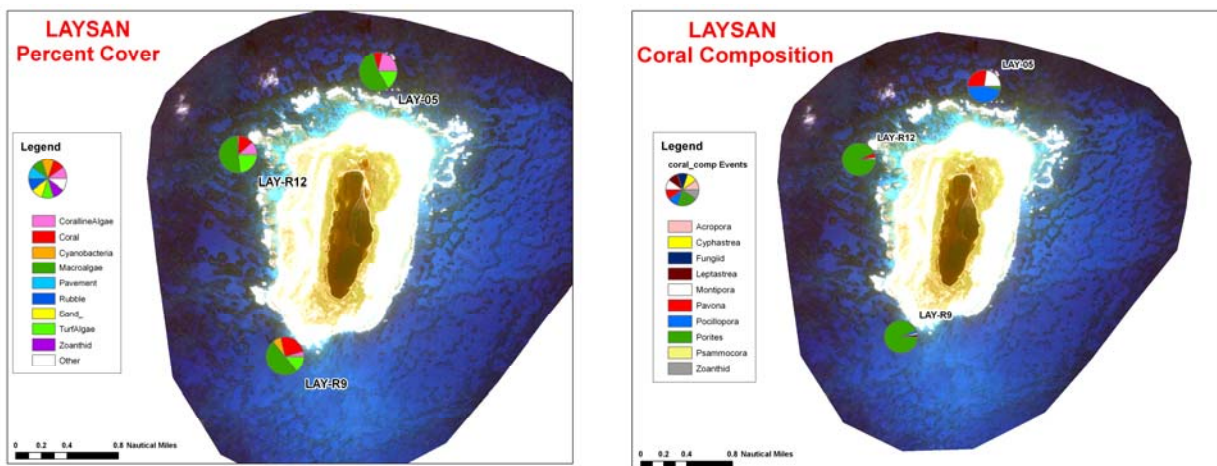 LAYSAN
Percent Cover
LAY-05
LAY-R12
LAY-R9
Legend
CorallineAlgae
Coral
Cyanobacteria
Macroalgae
Pavement
Rubble
Sand_
TurfAlgae
Zoanthid
Other
0 0.2 0.4 0.8 Nautical Miles
LAYSAN
Coral Composition
LAY-05
LAY-R12
LAY-R9
Legend
coral_comp Events
Acropora
Cyphastrea
Fungiid
Leptastrea
Montipora
Pavona
Pocillopora
Porites
Psammocora
Zoanthid
0 0.2 0.4 0.8 Nautical Miles